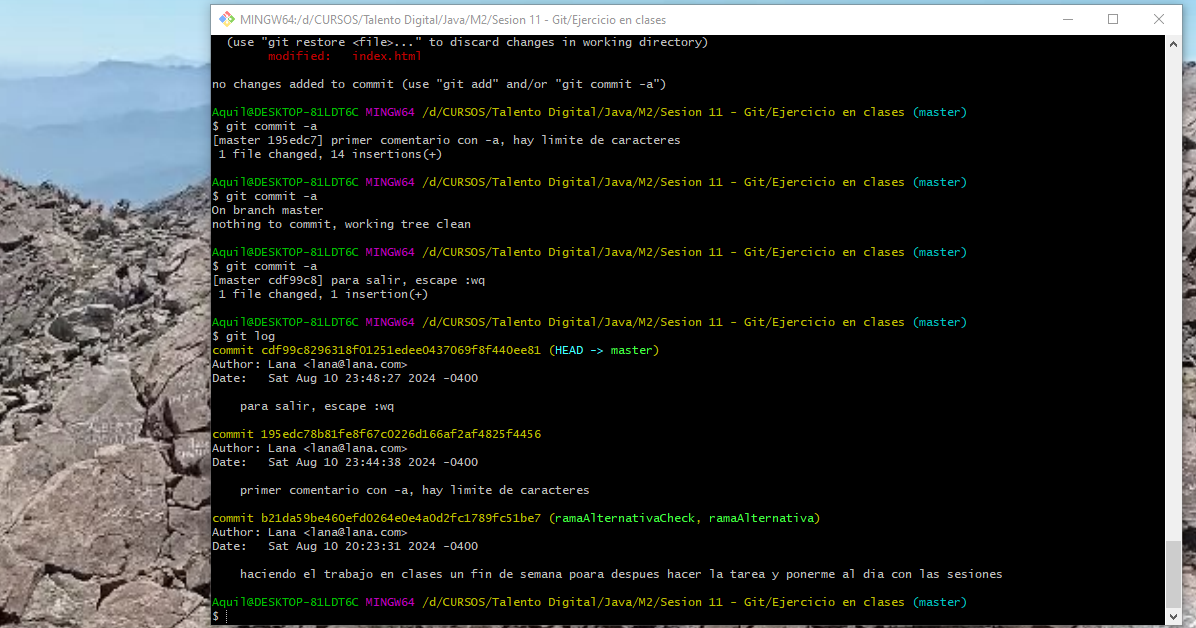 MINGW64:/d/CURSOS/Talento Digital/Java/M2/Sesion 11 - Git/Ejercicio en clases
(use "git restore <file>..." to discard changes in working directory)
modified:   index.html
no changes added to commit (use "git add" and/or "git commit -a")
Aquil@DESKTOP-81LDT6C MINGW64 /d/CURSOS/Talento Digital/Java/M2/Sesion 11 - Git/Ejercicio en clases (master)
$ git commit -a
[master 195edc7] primer comentario con -a, hay limite de caracteres
1 file changed, 14 insertions(+)
Aquil@DESKTOP-81LDT6C MINGW64 /d/CURSOS/Talento Digital/Java/M2/Sesion 11 - Git/Ejercicio en clases (master)
$ git commit -a
On branch master
nothing to commit, working tree clean
Aquil@DESKTOP-81LDT6C MINGW64 /d/CURSOS/Talento Digital/Java/M2/Sesion 11 - Git/Ejercicio en clases (master)
$ git commit -a
[master cdf99c8] para salir, escape :wq
1 file changed, 1 insertion(+)
Aquil@DESKTOP-81LDT6C MINGW64 /d/CURSOS/Talento Digital/Java/M2/Sesion 11 - Git/Ejercicio en clases (master)
$ git log
commit cdf99c8296318f01251edee0437069f8f440ee81 (HEAD -> master)
Author: Lana <lana@lana.com>
Date:   Sat Aug 10 23:48:27 2024 -0400
para salir, escape :wq
commit 195edc78b81fe8f67c0226d166af2af4825f4456
Author: Lana <lana@lana.com>
Date:   Sat Aug 10 23:44:38 2024 -0400
primer comentario con -a, hay limite de caracteres
commit b21da59be460efd0264e0e4a0d2fc1789fc51be7 (ramaAlternativaCheck, ramaAlternativa)
Author: Lana <lana@lana.com>
Date:   Sat Aug 10 20:23:31 2024 -0400
haciendo el trabajo en clases un fin de semana poara despues hacer la tarea y ponerme al dia con las sesiones
Aquil@DESKTOP-81LDT6C MINGW64 /d/CURSOS/Talento Digital/Java/M2/Sesion 11 - Git/Ejercicio en clases (master)
$